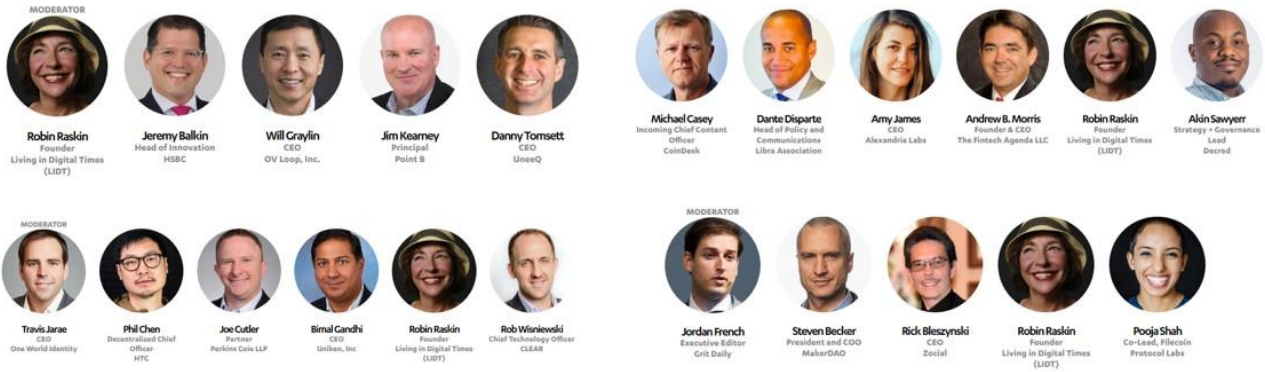 MODERATOR
Robin Raskin
Founder
Living in Digital Times
(LIDT)
Jeremy Balkin
Head of Innovation
HSBC
Will Graylin
CEO
OV Loop, Inc.
Jim Kearney
Principal
Point B
Danny Tomsett
CEO
UneeQ
Michael Casey
Incoming Chief Content
Officer
CoinDesk
Dante Disparte
Head of Policy and
Communications
Libra Association
Amy James
CEO
Alexandria Labs
Andrew B. Morris
Founder & CEO
The Fintech Agenda LLC
Robin Raskin
Founder
Living in Digital Times
(LIDT)
Akin Sawyerr
Strategy + Governance
Lead
Decred
MODERATOR
Travis Jarae
CEO
One World Identity
Phil Chen
Decentralized Chief
Officer
HTC
Joe Cutler
Partner
Perkins Coie LLP
Bimal Gandhi
CEO
Uniken, Inc
Robin Raskin
Founder
Living in Digital Times
(LIDT)
Rob Wisniewski
Chief Technology Officer
CLEAR
MODERATOR
Jordan French
Executive Editor
Grit Daily
Steven Becker
President and COO
MakerDAO
Rick Bleszynski
CEO
Zocial
Robin Raskin
Founder
Living in Digital Times
(LIDT)
Pooja Shah
Co-Lead, Filecoin
Protocol Labs